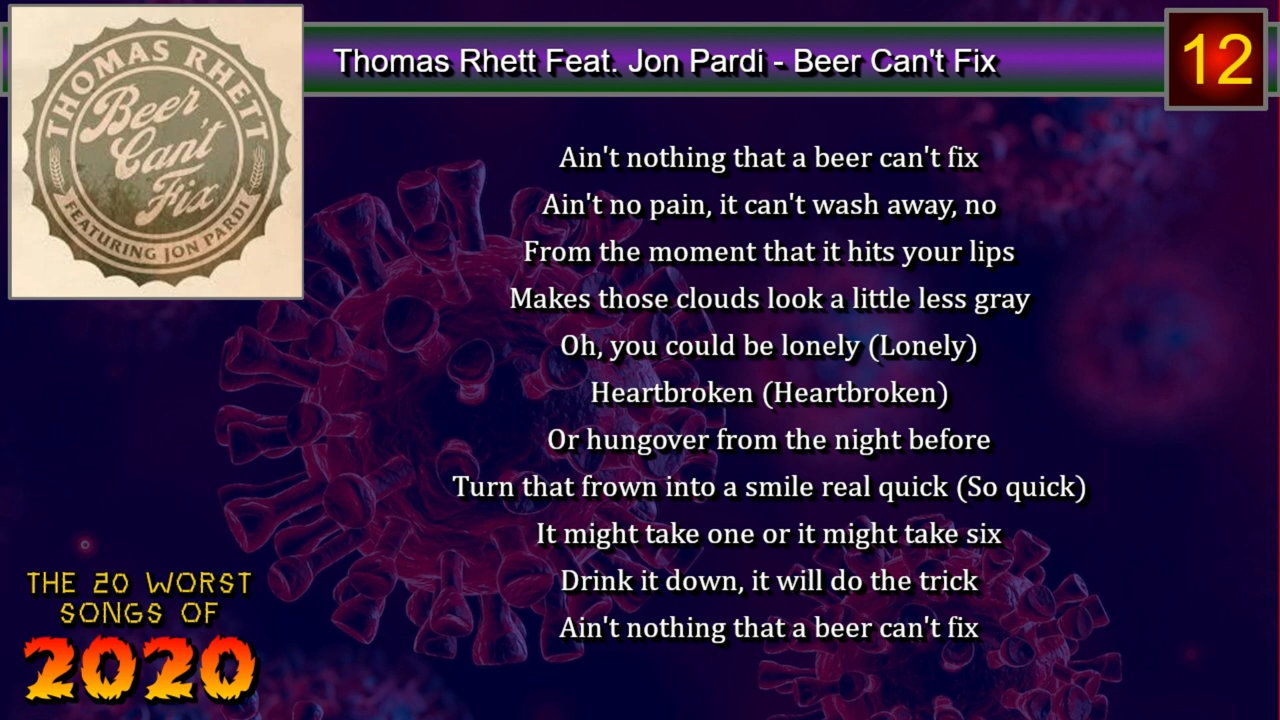 THOMAS RHETT
Beer
Can't
Fix
FEATURING JON PARDI
Thomas Rhett Feat. Jon Pardi - Beer Can't Fix
12
Ain't nothing that a beer can't fix
Ain't no pain, it can't wash away, no
From the moment that it hits your lips
Makes those clouds look a little less gray
Oh, you could be lonely (Lonely)
Heartbroken (Heartbroken)
Or hungover from the night before
Turn that frown into a smile real quick (So quick)
It might take one or it might take six
Drink it down, it will do the trick
Ain't nothing that a beer can't fix
THE 20 WORST
SONGS OF
2020